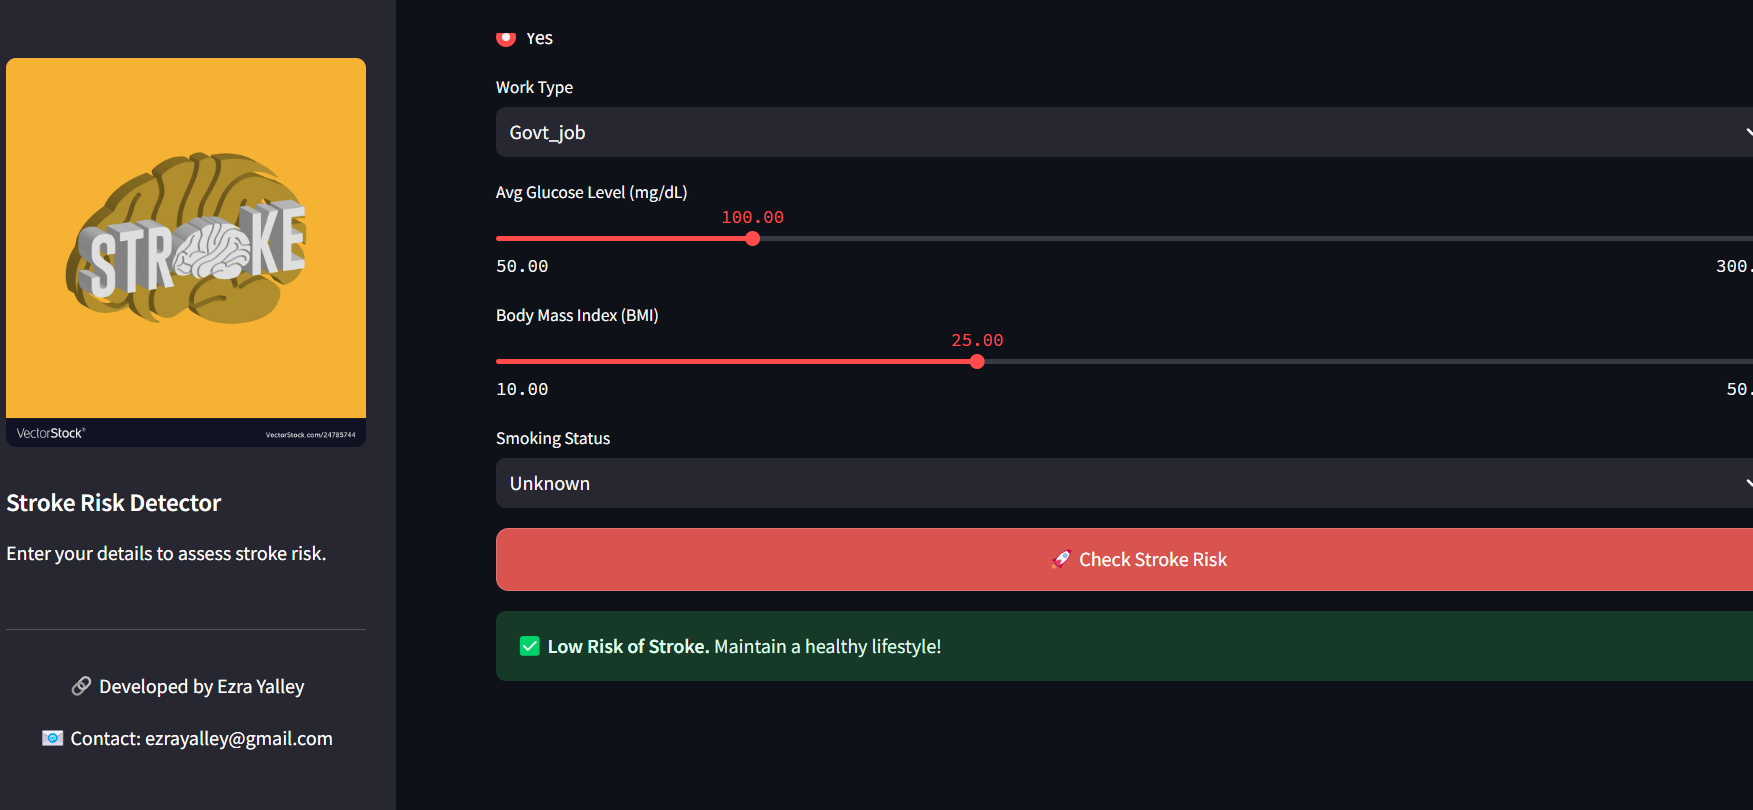 STROKE
VectorStock®
VectorStock.com/24785744
Stroke Risk Detector
Enter your details to assess stroke risk.
Developed by Ezra Yalley
Contact: ezrayalley@gmail.com
Yes
Work Type
Govt_job
Avg Glucose Level (mg/dL)
100.00
50.00
300.
Body Mass Index (BMI)
25.00
10.00
50.
Smoking Status
Unknown
🚀 Check Stroke Risk
✅ Low Risk of Stroke. Maintain a healthy lifestyle!